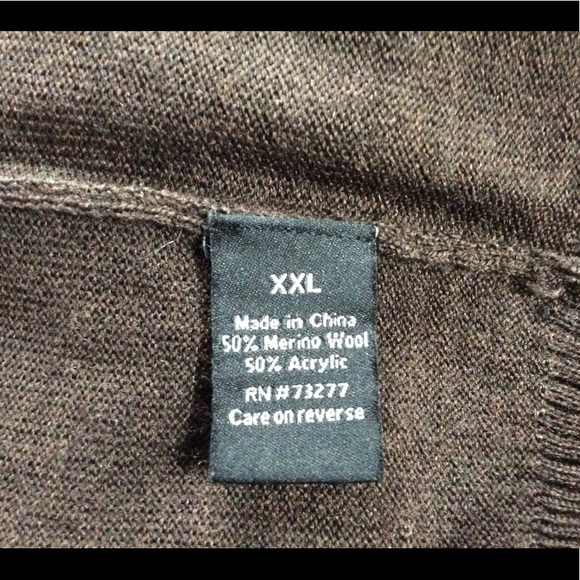 XXL
Made in China
50% Merino Wool
50% Acrylic
RN#73277
Care on reverse